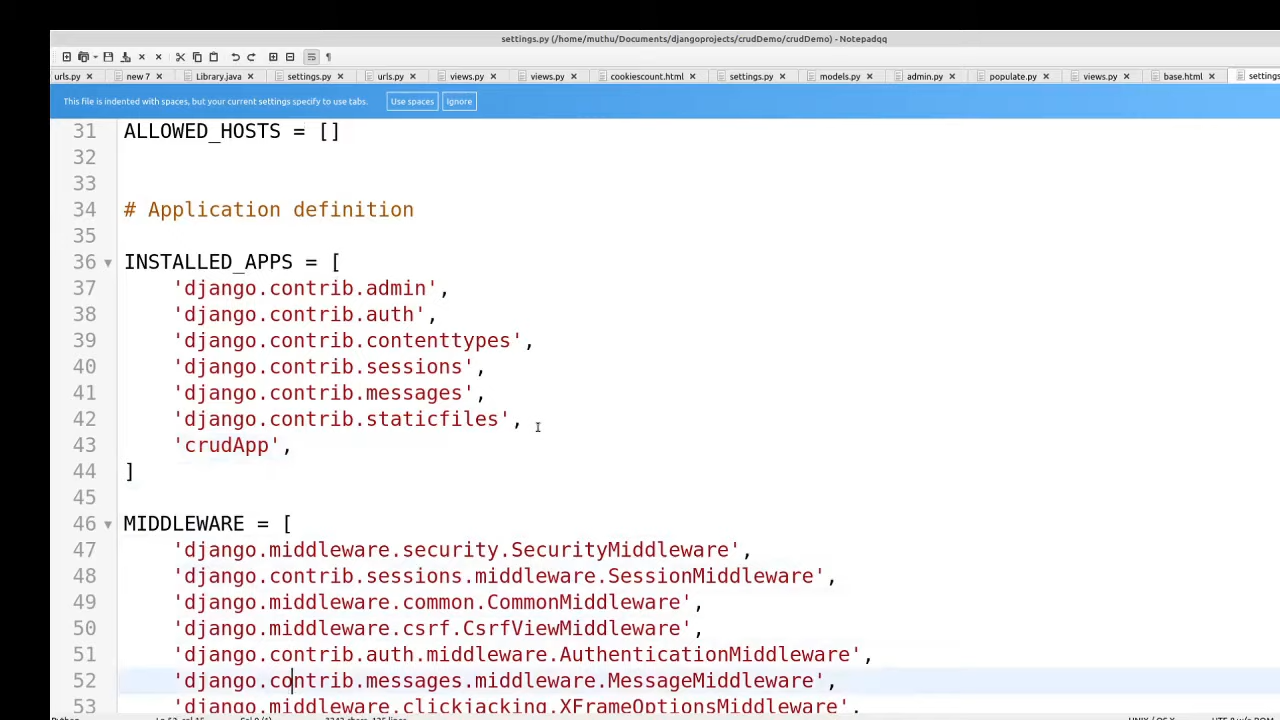 settings.py (/home/muthu/Documents/djangoprojects/crudDemo/crudDemo) - Notepadqq
urls.py new 7 Library.java settings.py urls.py views.py views.py cookiescount.html settings.py models.py admin.py populate.py views.py base.html settings
This file is indented with spaces, but your current settings specify to use tabs. Use spaces Ignore
31 ALLOWED_HOSTS = []
32
33
34 # Application definition
35
36 INSTALLED_APPS = [
37 'django.contrib.admin',
38 'django.contrib.auth',
39 'django.contrib.contenttypes',
40 'django.contrib.sessions',
41 'django.contrib.messages',
42 'django.contrib.staticfiles',
43 'crudApp',
44 ]
45
46 MIDDLEWARE = [
47 'django.middleware.security.SecurityMiddleware',
48 'django.contrib.sessions.middleware.SessionMiddleware',
49 'django.middleware.common.CommonMiddleware',
50 'django.middleware.csrf.CsrfViewMiddleware',
51 'django.contrib.auth.middleware.AuthenticationMiddleware',
52 'django.contrib.messages.middleware.MessageMiddleware',
53 'django.middleware.clickjacking.XFrameOptionsMiddleware',